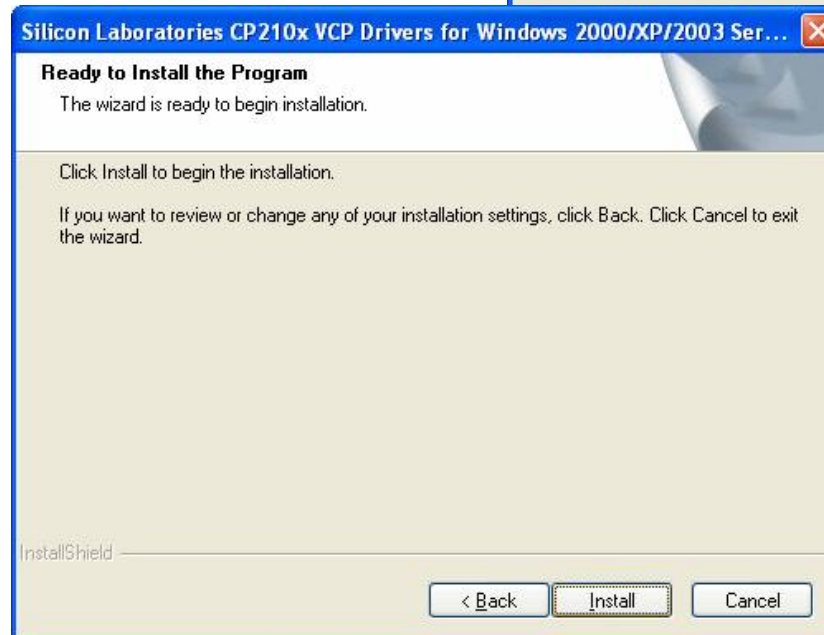 Silicon Laboratories CP210x VCP Drivers for Windows 2000/XP/2003 Ser...
Ready to Install the Program
The wizard is ready to begin installation.
Click Install to begin the installation.
If you want to review or change any of your installation settings, click Back. Click Cancel to exit
the wizard.
InstallShield
< Back Install Cancel